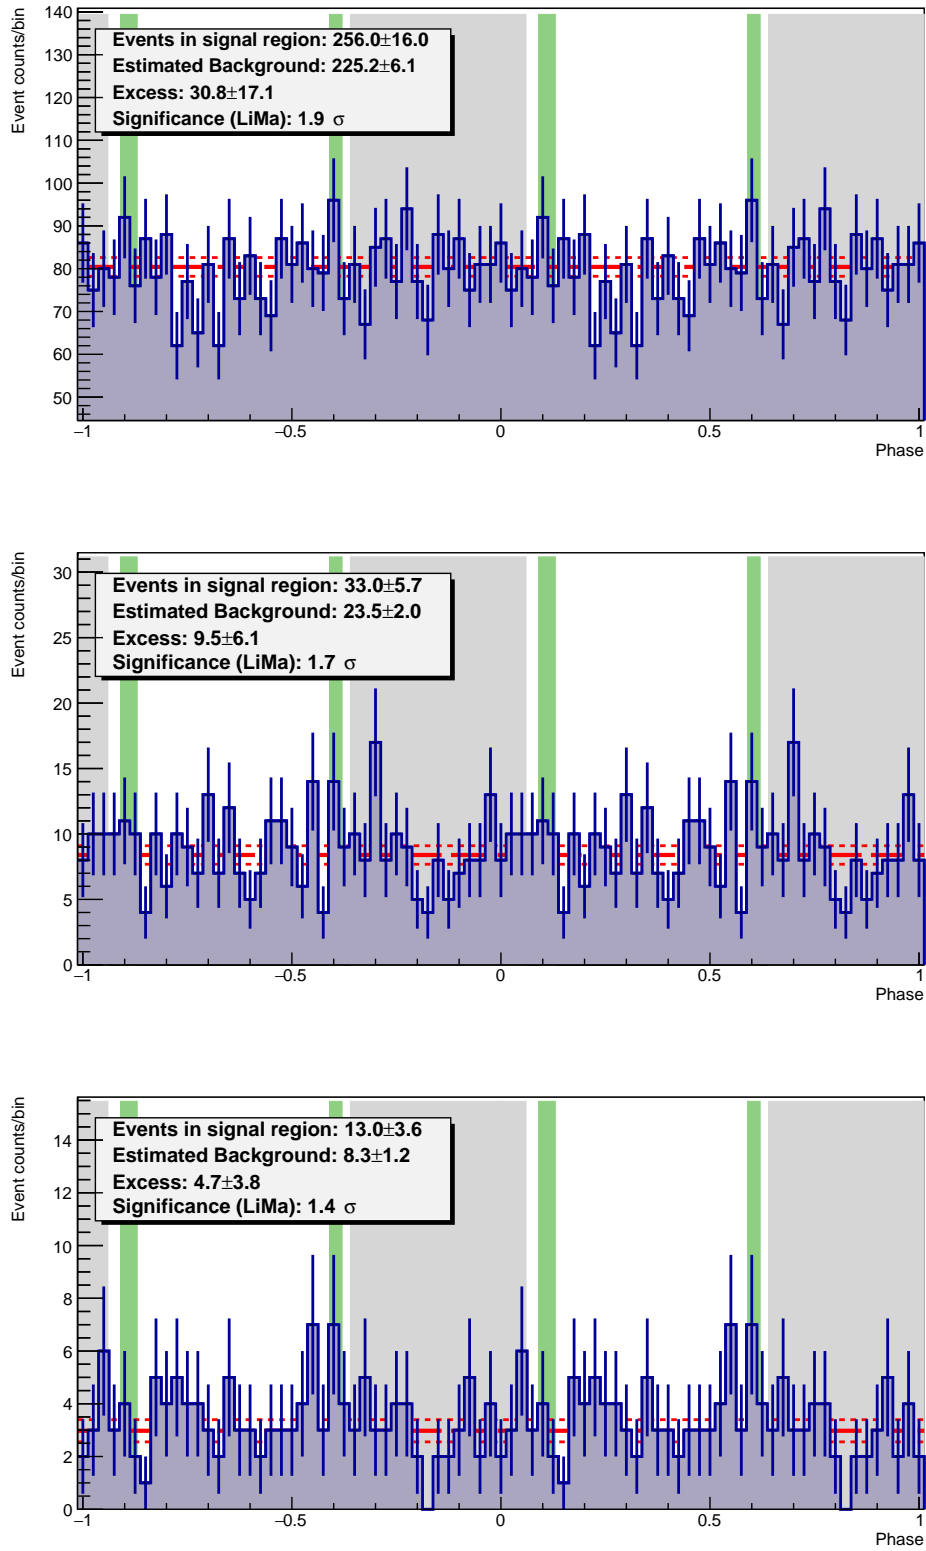 Event counts/bin
140
130
120
110
100
90
80
70
60
50
Events in signal region: 256.0±16.0
Estimated Background: 225.2±6.1
Excess: 30.8±17.1
Significance (LiMa): 1.9 σ
−1 −0.5 0 0.5 1
Phase
Event counts/bin
30
25
20
15
10
5
0
Events in signal region: 33.0±5.7
Estimated Background: 23.5±2.0
Excess: 9.5±6.1
Significance (LiMa): 1.7 σ
−1 −0.5 0 0.5 1
Phase
Event counts/bin
14
12
10
8
6
4
2
0
Events in signal region: 13.0±3.6
Estimated Background: 8.3±1.2
Excess: 4.7±3.8
Significance (LiMa): 1.4 σ
−1 −0.5 0 0.5 1
Phase